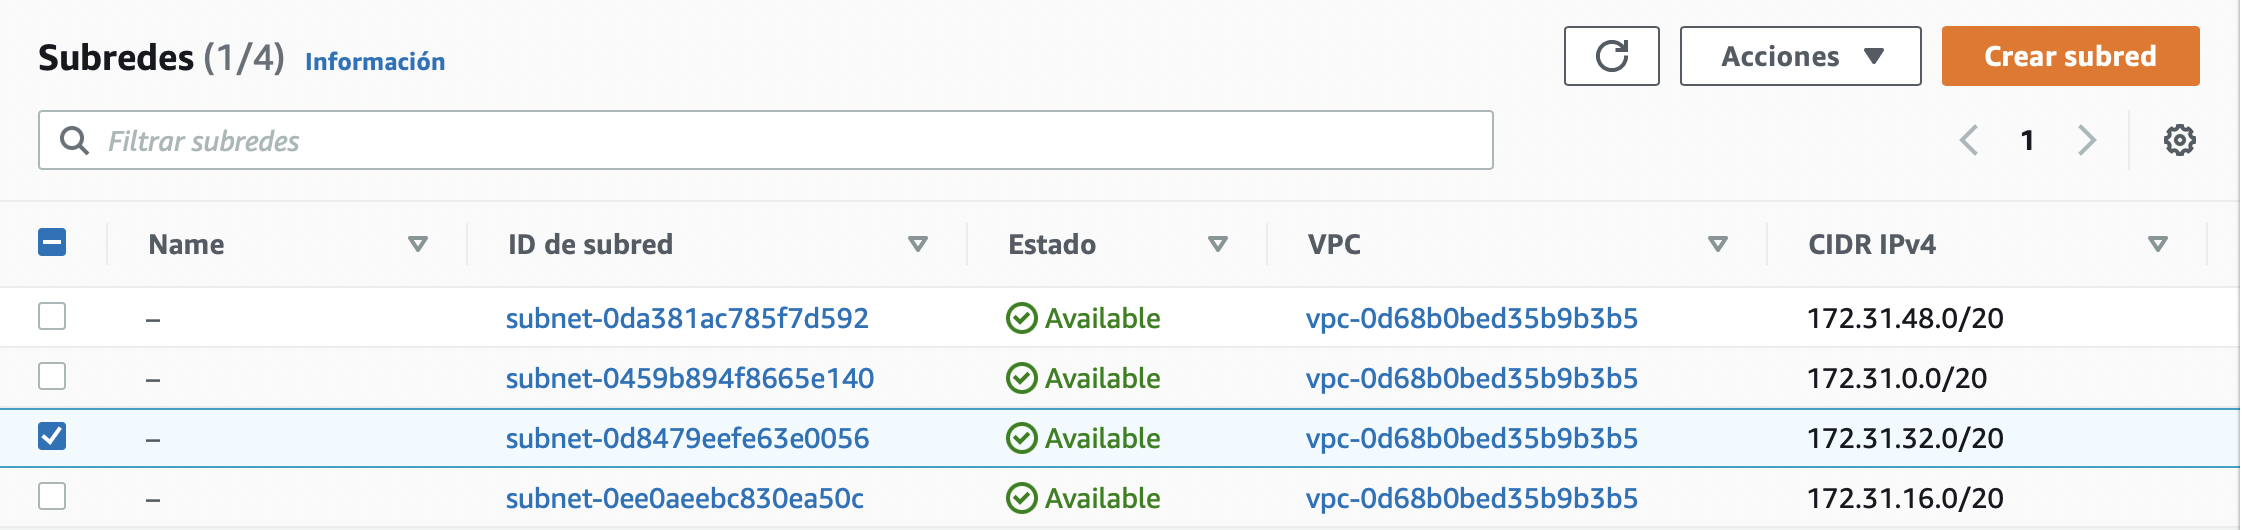 Subredes (1/4) Información Acciones Crear subred
Filtrar subredes 1
Name ID de subred Estado VPC CIDR IPv4
– subnet-0da381ac785f7d592 Available vpc-0d68b0bed35b9b3b5 172.31.48.0/20
– subnet-0459b894f8665e140 Available vpc-0d68b0bed35b9b3b5 172.31.0.0/20
– subnet-0d8479eefe63e0056 Available vpc-0d68b0bed35b9b3b5 172.31.32.0/20
– subnet-0ee0aeebc830ea50c Available vpc-0d68b0bed35b9b3b5 172.31.16.0/20